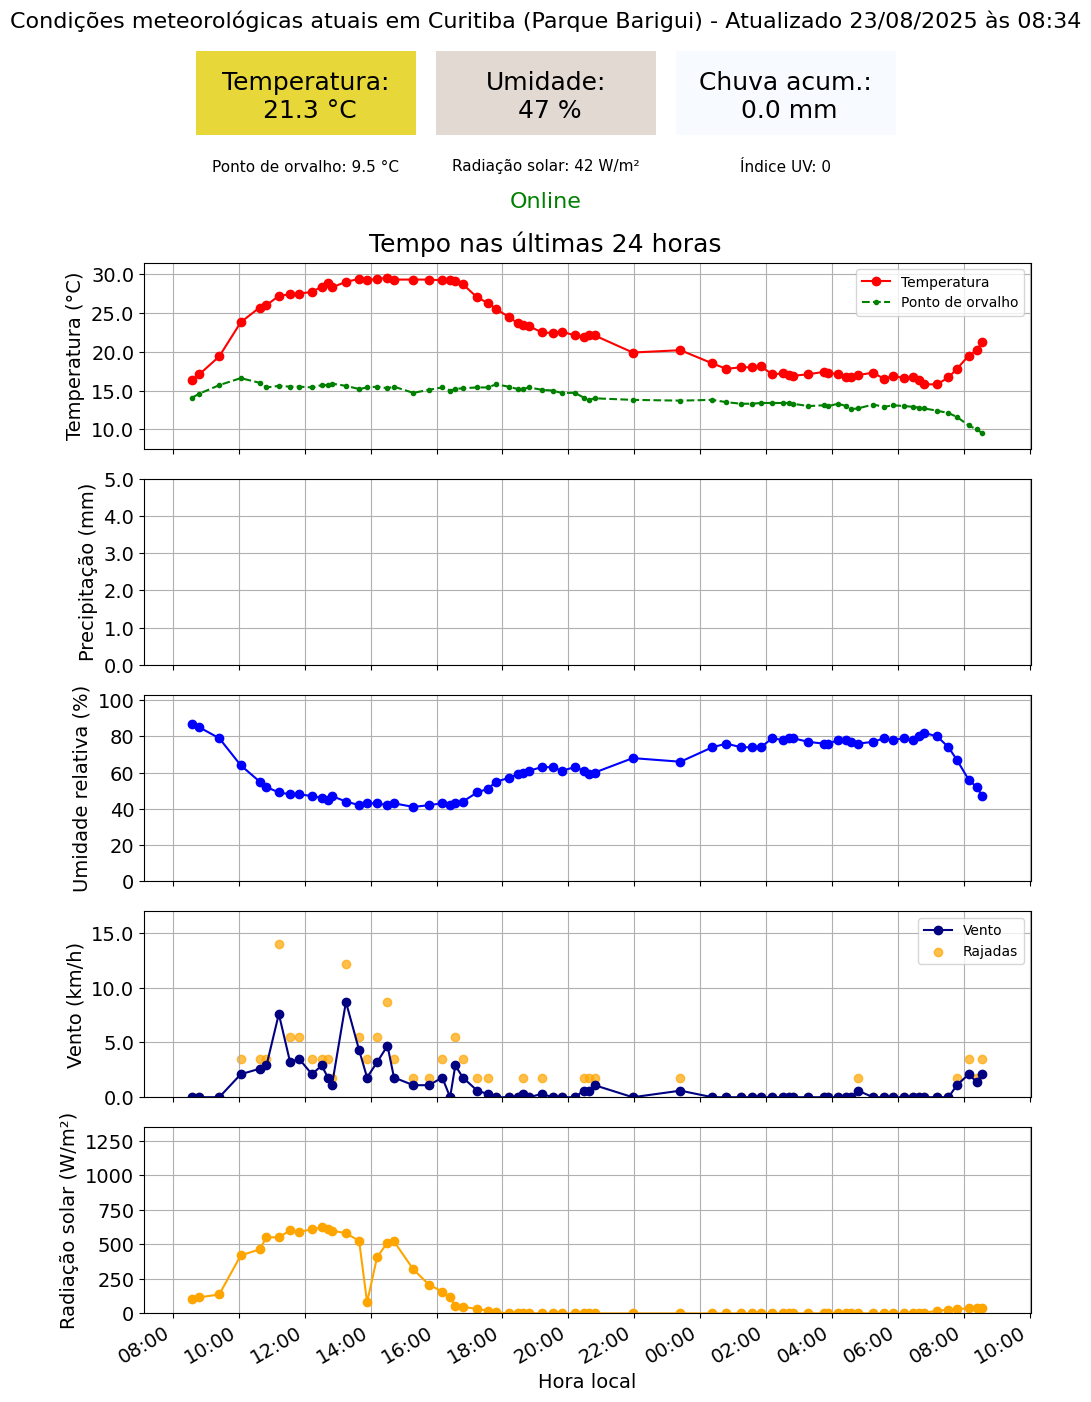 Condições meteorológicas atuais em Curitiba (Parque Barigui) - Atualizado 23/08/2025 às 08:34
Temperatura:
21.3 °C
Umidade:
47 %
Chuva acum.:
0.0 mm
Ponto de orvalho: 9.5 °C
Radiação solar: 42 W/m²
Índice UV: 0
Online
Tempo nas últimas 24 horas
Temperatura (°C)
30.0
25.0
20.0
15.0
10.0
Temperatura
Ponto de orvalho
Precipitação (mm)
5.0
4.0
3.0
2.0
1.0
0.0
Umidade relativa (%)
100
80
60
40
20
0
Vento (km/h)
15.0
10.0
5.0
0.0
Vento
Rajadas
Radiação solar (W/m²)
1250
1000
750
500
250
0
08:00
10:00
12:00
14:00
16:00
18:00
20:00
22:00
00:00
02:00
04:00
06:00
08:00
10:00
Hora local